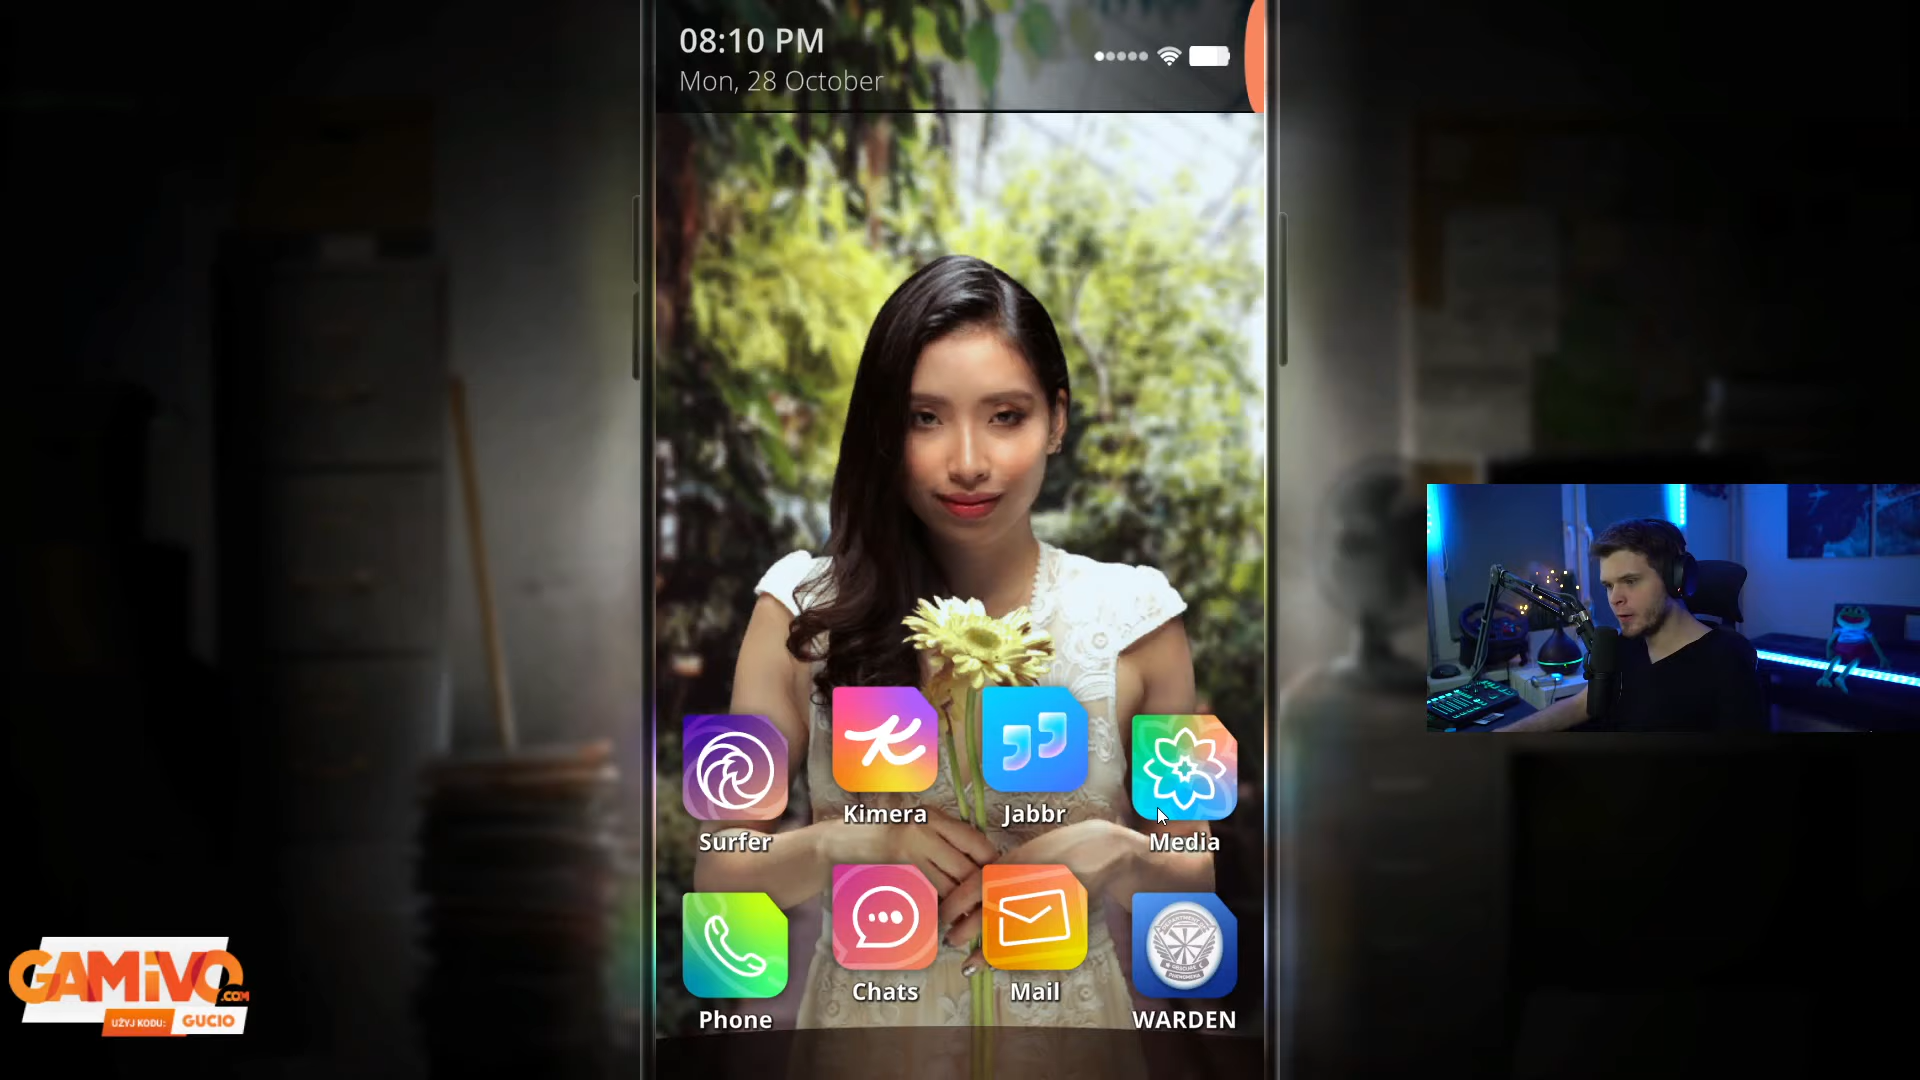 08:10 PM
Mon, 28 October
Kimera
Jabbr
Surfer
Media
Chats
Mail
Phone
WARDEN
GAMIVO.COM
UŻYJ KODU: GUCIO